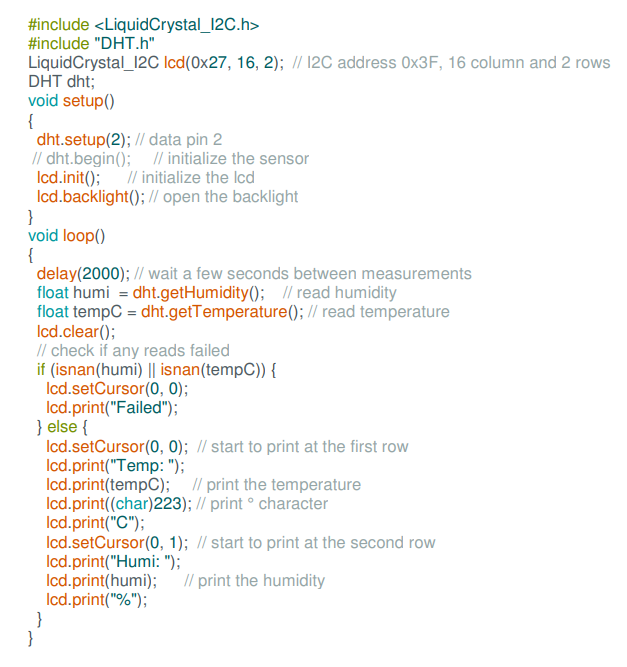 #include <LiquidCrystal_I2C.h>
#include "DHT.h"
LiquidCrystal_I2C lcd(0x27, 16, 2);  // I2C address 0x3F, 16 column and 2 rows
DHT dht;
void setup()
{
  dht.setup(2); // data pin 2
 // dht.begin();     // initialize the sensor
  lcd.init();      // initialize the lcd
  lcd.backlight(); // open the backlight
}
void loop()
{
  delay(2000); // wait a few seconds between measurements
  float humi  = dht.getHumidity();    // read humidity
  float tempC = dht.getTemperature(); // read temperature
  lcd.clear();
  // check if any reads failed
  if (isnan(humi) || isnan(tempC)) {
    lcd.setCursor(0, 0);
    lcd.print("Failed");
  } else {
    lcd.setCursor(0, 0);  // start to print at the first row
    lcd.print("Temp: ");
    lcd.print(tempC);     // print the temperature
    lcd.print((char)223); // print ° character
    lcd.print("C");
    lcd.setCursor(0, 1);  // start to print at the second row
    lcd.print("Humi: ");
    lcd.print(humi);      // print the humidity
    lcd.print("%");
  }
}